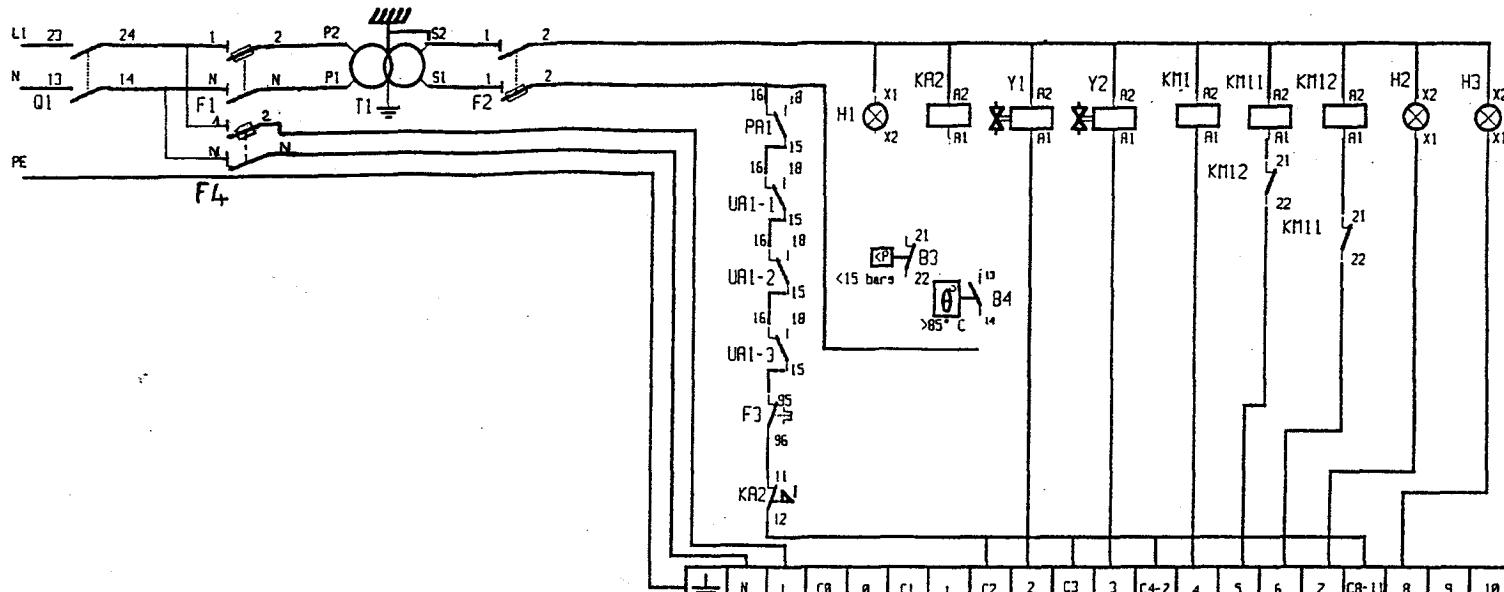 L1 23 24 1 2 P2 S2 1 2
N 13 14 N N P1 S1 1 2
Q1 F1 T1 F2
1 2
N N
PE
F4
16 18
PA1
15
16 18
UA1-1
15
16 18
UA1-2
15
16 18
UA1-3
15
95
F3
96
11
KA2
12
H1 X1
X2
KA2 A2
A1
Y1 A2
A1
Y2 A2
A1
KM1 A2
A1
KM11 A2
A1
KM12 A2
A1
H2 X2
X1
H3 X2
X1
KM12 21
22
KM11 21
22
<P 21
B3
<15 bars 22
θ 13
B4
>85° C 14
N L C0 0 C1 1 C2 2 C3 3 C4-7 4 5 6 7 C8-11 8 9 10